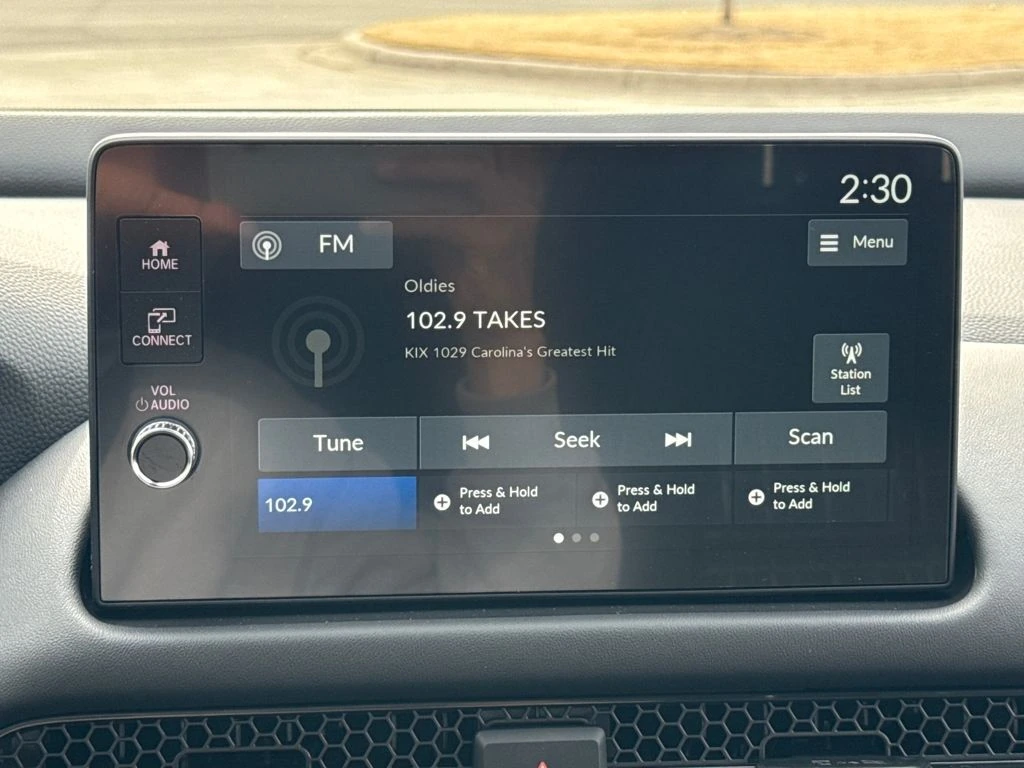 2:30
HOME
FM
Menu
CONNECT
Oldies
102.9 TAKES
KIX 1029 Carolina's Greatest Hit
Station
List
VOL
AUDIO
Tune
Seek
Scan
102.9
Press & Hold
to Add
Press & Hold
to Add
Press & Hold
to Add